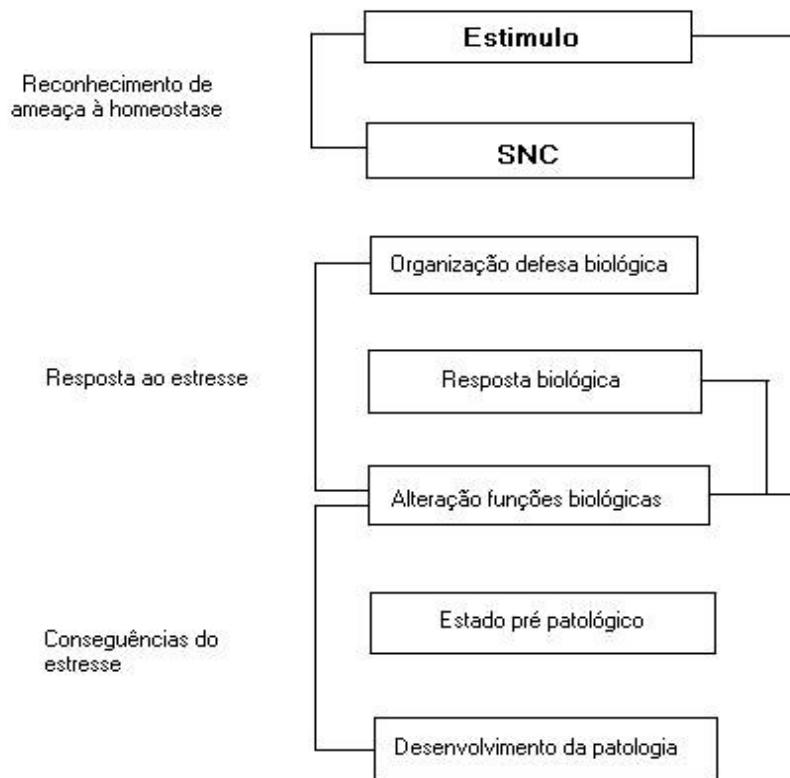 Estimulo
Reconhecimento de
ameaça à homeostase
SNC
Organização defesa biológica
Resposta ao estresse
Resposta biológica
Alteração funções biológicas
Estado pré patológico
Conseguências do
estresse
Desenvolvimento da patologia